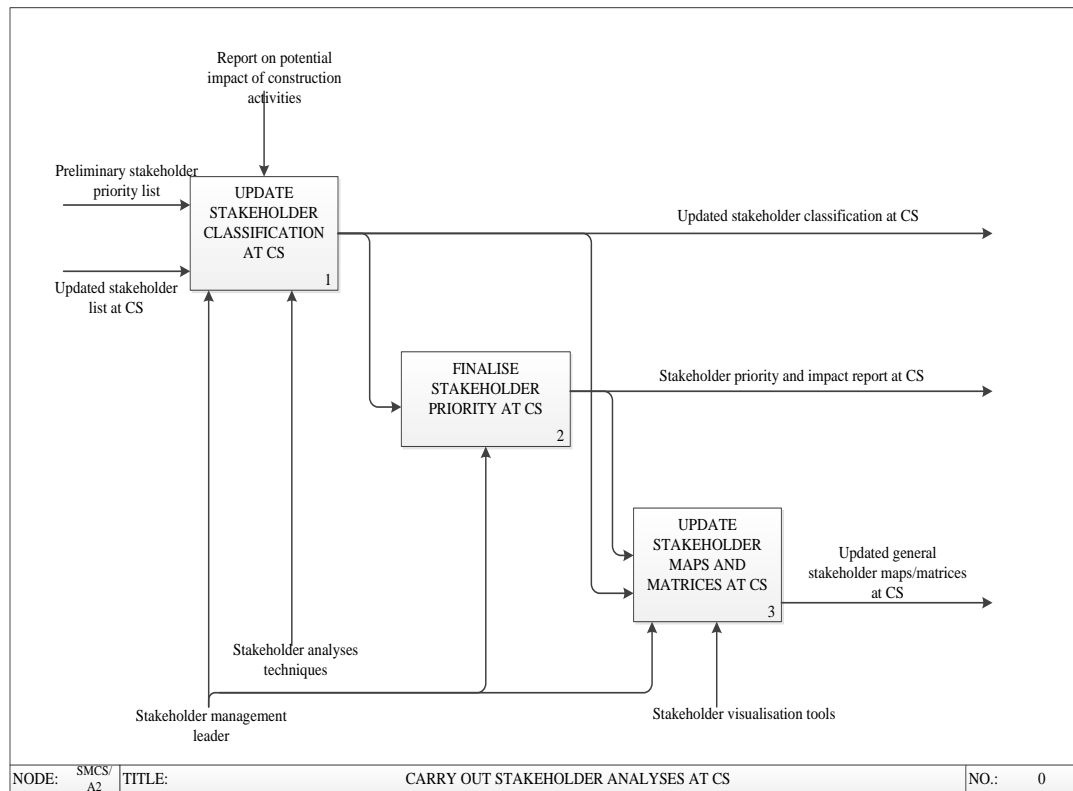 Report on potential
impact of construction
activities
Preliminary stakeholder
priority list
UPDATE
STAKEHOLDER
CLASSIFICATION
AT CS
1
Updated stakeholder classification at CS
Updated stakeholder
list at CS
FINALISE
STAKEHOLDER
PRIORITY AT CS
2
Stakeholder priority and impact report at CS
UPDATE
STAKEHOLDER
MAPS AND
MATRICES AT CS
3
Updated general
stakeholder maps/matrices
at CS
Stakeholder analyses
techniques
Stakeholder management
leader
Stakeholder visualisation tools
NODE:
SMCS/
A2
TITLE:
CARRY OUT STAKEHOLDER ANALYSES AT CS
NO.: 0